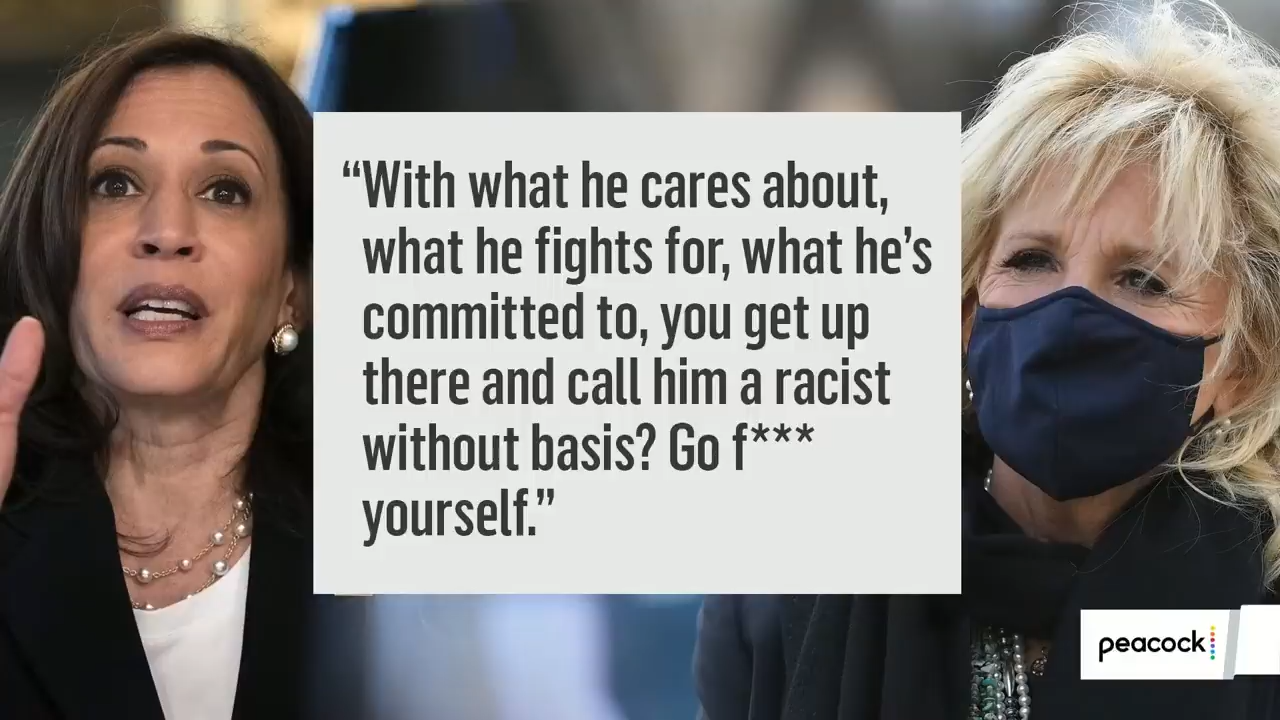 “With what he cares about,
what he fights for, what he’s
committed to, you get up
there and call him a racist
without basis? Go f***
yourself.”
peacock